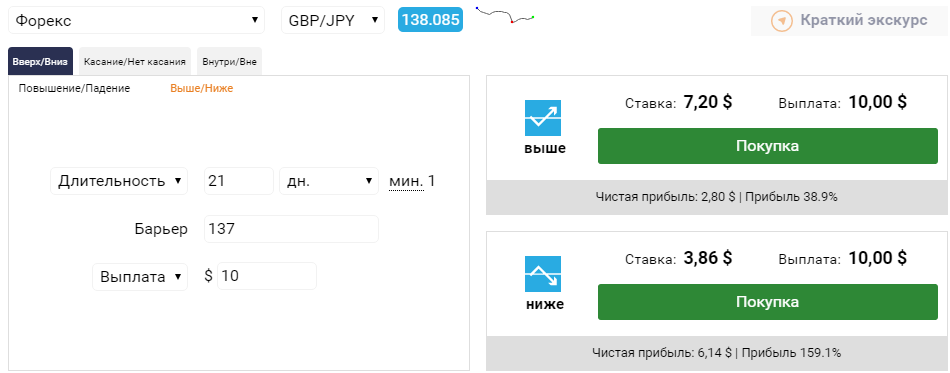 Форекс GBP/JPY 138.085 Краткий экскурс
Вверх/Вниз Касание/Нет касания Внутри/Вне
Повышение/Падение Выше/Ниже
Длительность 21 дн. мин. 1
Барьер 137
Выплата $ 10
Ставка: 7,20 $ Выплата: 10,00 $
выше Покупка
Чистая прибыль: 2,80 $ | Прибыль 38.9%
Ставка: 3,86 $ Выплата: 10,00 $
ниже Покупка
Чистая прибыль: 6,14 $ | Прибыль 159.1%